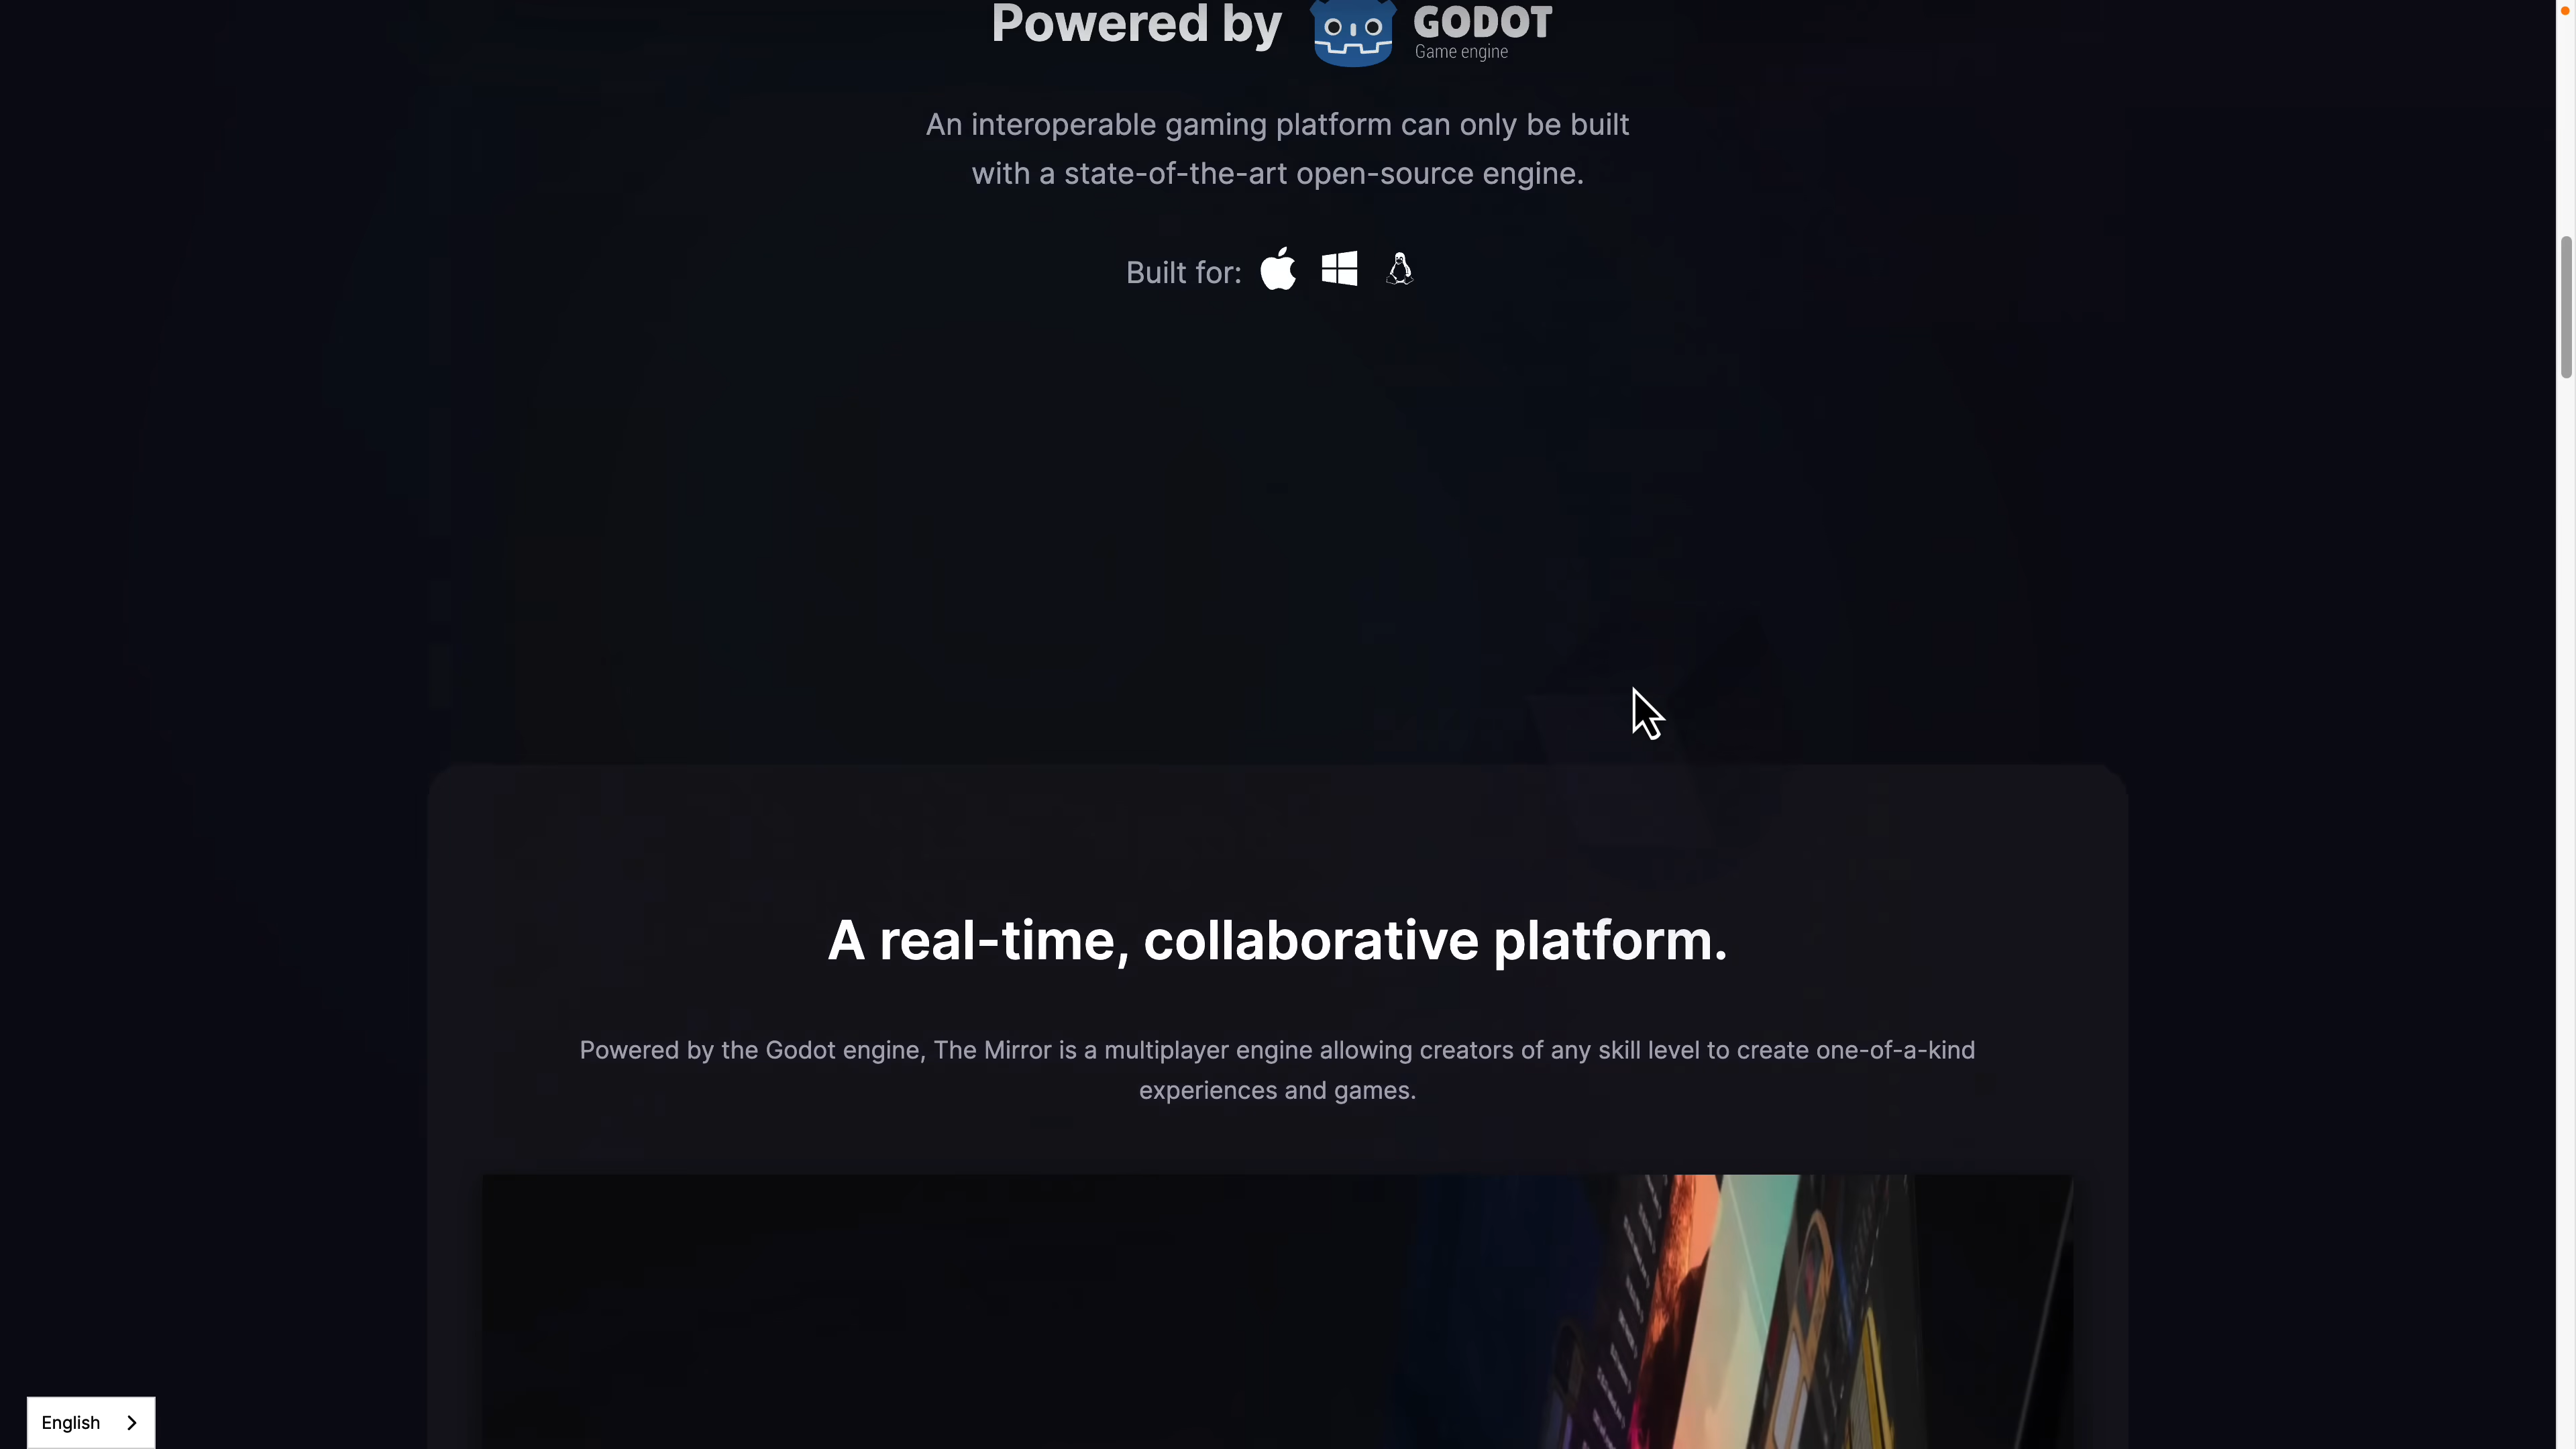 Powered by GODOT
Game engine
An interoperable gaming platform can only be built
with a state-of-the-art open-source engine.
Built for:
A real-time, collaborative platform.
Powered by the Godot engine, The Mirror is a multiplayer engine allowing creators of any skill level to create one-of-a-kind
experiences and games.
English